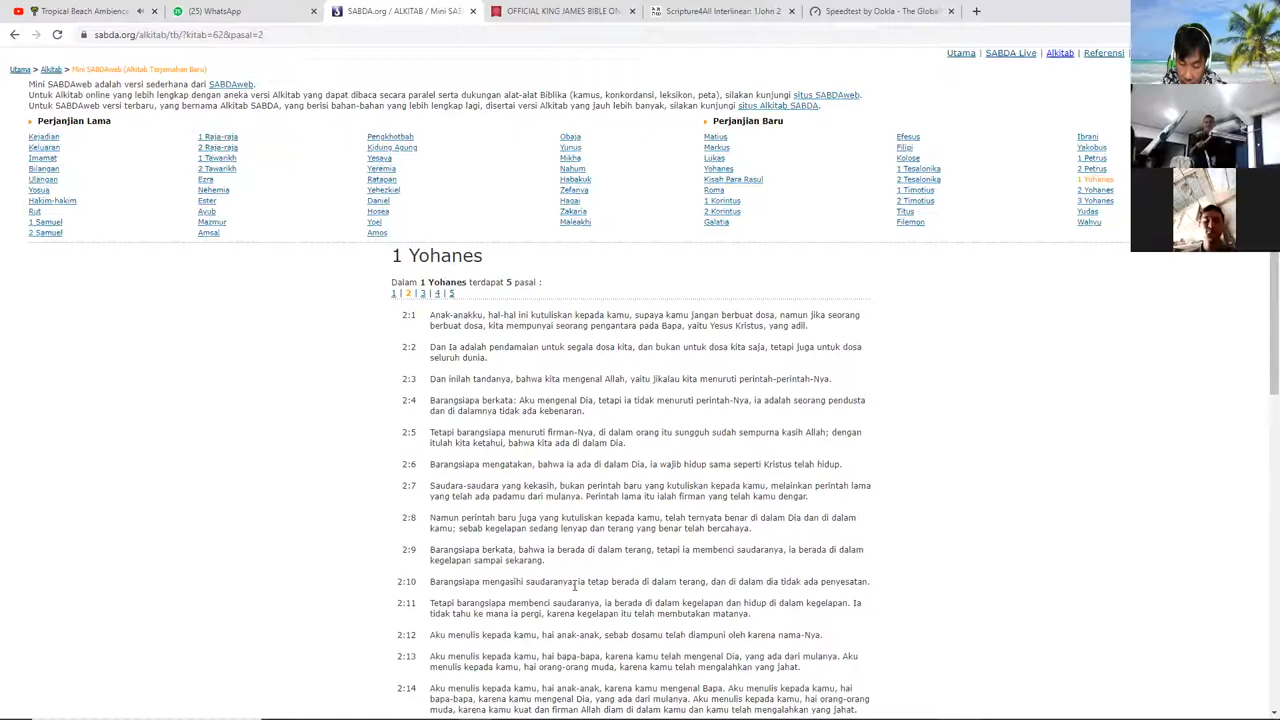 Tropical Beach Ambience
(25) WhatsApp
SABDA.org / ALKITAB / Mini SAB
OFFICIAL KING JAMES BIBLE ON
Scripture4All Interlinear: 1John 2
Speedtest by Ookla - The Global
sabda.org/alkitab/tb/?kitab=62&pasal=2
Utama | SABDA Live | Alkitab | Referensi |
Utama > Alkitab > Mini SABDAweb (Alkitab Terjemahan Baru)
Mini SABDAweb adalah versi sederhana dari SABDAweb.
Untuk Alkitab online yang lebih lengkap dengan aneka versi Alkitab yang dapat dibaca secara paralel serta dukungan alat-alat Biblika (kamus, konkordansi, leksikon, peta), silakan kunjungi situs SABDAweb.
Untuk SABDAweb versi terbaru, yang bernama Alkitab SABDA, yang berisi bahan-bahan yang lebih lengkap lagi, disertai versi Alkitab yang jauh lebih banyak, silakan kunjungi situs Alkitab SABDA.
Perjanjian Lama
Kejadian
Keluaran
Imamat
Bilangan
Ulangan
Yosua
Hakim-hakim
Rut
1 Samuel
2 Samuel
1 Raja-raja
2 Raja-raja
1 Tawarikh
2 Tawarikh
Ezra
Nehemia
Ester
Ayub
Mazmur
Amsal
Pengkhotbah
Kidung Agung
Yesaya
Yeremia
Ratapan
Yehezkiel
Daniel
Hosea
Yoel
Amos
Obaja
Yunus
Mikha
Nahum
Habakuk
Zefanya
Hagai
Zakaria
Maleakhi
Perjanjian Baru
Matius
Markus
Lukas
Yohanes
Kisah Para Rasul
Roma
1 Korintus
2 Korintus
Galatia
Efesus
Filipi
Kolose
1 Tesalonika
2 Tesalonika
1 Timotius
2 Timotius
Titus
Filemon
Ibrani
Yakobus
1 Petrus
2 Petrus
1 Yohanes
2 Yohanes
3 Yohanes
Yudas
Wahyu
1 Yohanes
Dalam 1 Yohanes terdapat 5 pasal :
1 | 2 | 3 | 4 | 5
2:1 Anak-anakku, hal-hal ini kutuliskan kepada kamu, supaya kamu jangan berbuat dosa, namun jika seorang
berbuat dosa, kita mempunyai seorang pengantara pada Bapa, yaitu Yesus Kristus, yang adil.
2:2 Dan Ia adalah pendamaian untuk segala dosa kita, dan bukan untuk dosa kita saja, tetapi juga untuk dosa
seluruh dunia.
2:3 Dan inilah tandanya, bahwa kita mengenal Allah, yaitu jikalau kita menuruti perintah-perintah-Nya.
2:4 Barangsiapa berkata: Aku mengenal Dia, tetapi ia tidak menuruti perintah-Nya, ia adalah seorang pendusta
dan di dalamnya tidak ada kebenaran.
2:5 Tetapi barangsiapa menuruti firman-Nya, di dalam orang itu sungguh sudah sempurna kasih Allah; dengan
itulah kita ketahui, bahwa kita ada di dalam Dia.
2:6 Barangsiapa mengatakan, bahwa ia ada di dalam Dia, ia wajib hidup sama seperti Kristus telah hidup.
2:7 Saudara-saudara yang kekasih, bukan perintah baru yang kutuliskan kepada kamu, melainkan perintah lama
yang telah ada padamu dari mulanya. Perintah lama itu ialah firman yang telah kamu dengar.
2:8 Namun perintah baru juga yang kutuliskan kepada kamu, telah ternyata benar di dalam Dia dan di dalam
kamu; sebab kegelapan sedang lenyap dan terang yang benar telah bercahaya.
2:9 Barangsiapa berkata, bahwa ia berada di dalam terang, tetapi ia membenci saudaranya, ia berada di dalam
kegelapan sampai sekarang.
2:10 Barangsiapa mengasihi saudaranya, ia tetap berada di dalam terang, dan di dalam dia tidak ada penyesatan.
2:11 Tetapi barangsiapa membenci saudaranya, ia berada di dalam kegelapan dan hidup di dalam kegelapan. Ia
tidak tahu ke mana ia pergi, karena kegelapan itu telah membutakan matanya.
2:12 Aku menulis kepada kamu, hai anak-anak, sebab dosamu telah diampuni oleh karena nama-Nya.
2:13 Aku menulis kepada kamu, hai bapa-bapa, karena kamu telah mengenal Dia, yang ada dari mulanya. Aku
menulis kepada kamu, hai orang-orang muda, karena kamu telah mengalahkan yang jahat.
2:14 Aku menulis kepada kamu, hai anak-anak, karena kamu mengenal Bapa. Aku menulis kepada kamu, hai
bapa-bapa, karena kamu mengenal Dia, yang ada dari mulanya. Aku menulis kepada kamu, hai orang-orang
muda, karena kamu kuat dan firman Allah diam di dalam kamu dan kamu telah mengalahkan yang jahat.